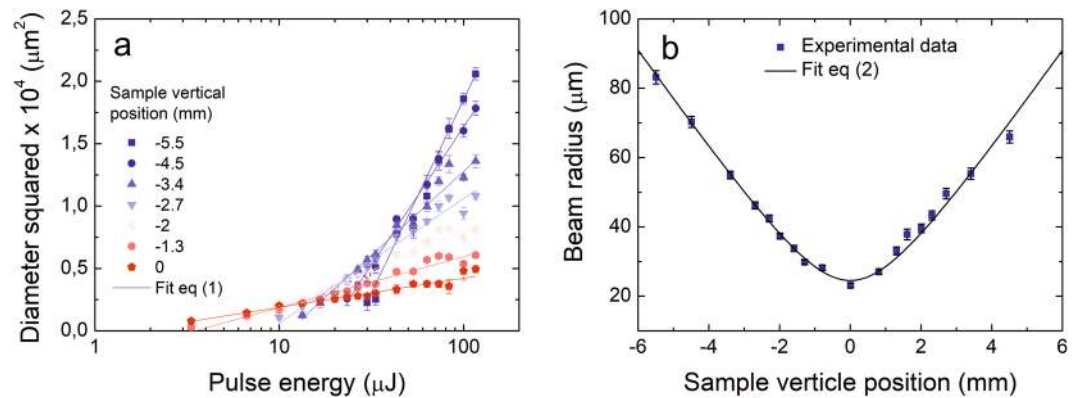 a
Diameter squared x 10⁴ (μm²)
2,5
2,0
1,5
1,0
0,5
0,0
Sample vertical
position (mm)
-5.5
-4.5
-3.4
-2.7
-2
-1.3
0
Fit eq (1)
1
10
100
Pulse energy (μJ)
b
Experimental data
Fit eq (2)
Beam radius (μm)
100
80
60
40
20
-6
-4
-2
0
2
4
6
Sample verticle position (mm)